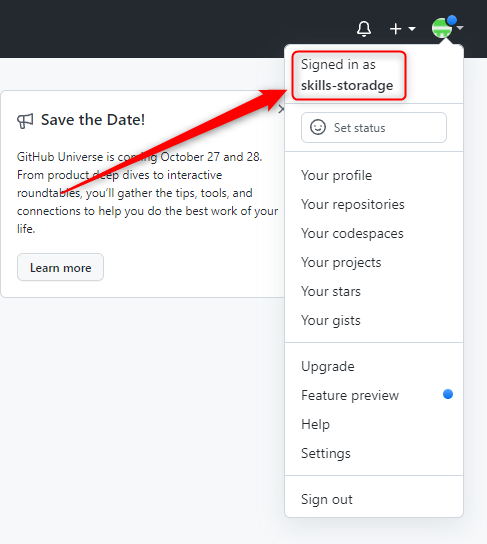 Save the Date!
GitHub Universe is coming October 27 and 28.
From product deep dives to interactive
roundtables, you'll gather the tips, tools, and
connections to help you do the best work of your
life.
Learn more
Signed in as
skills-storadge
Set status
Your profile
Your repositories
Your codespaces
Your projects
Your stars
Your gists
Upgrade
Feature preview
Help
Settings
Sign out